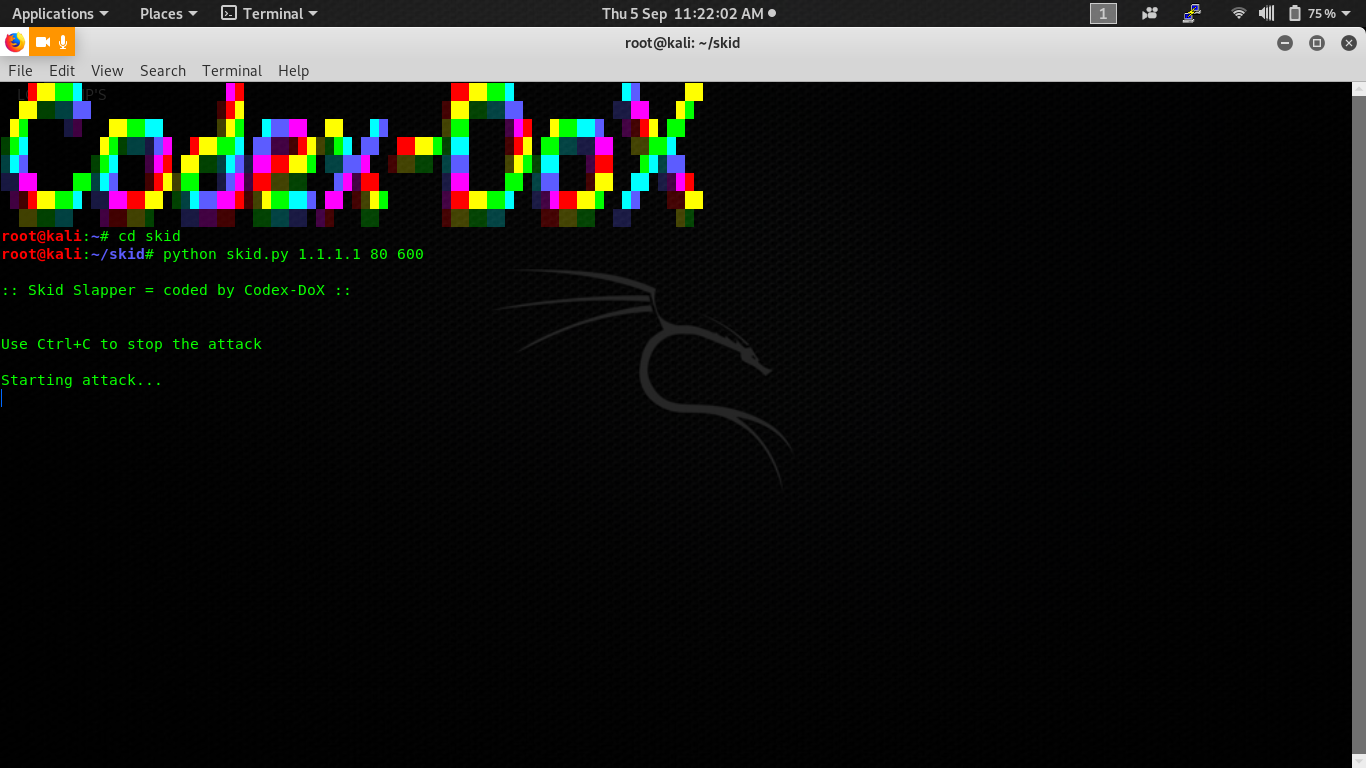 Applications Places Terminal Thu 5 Sep 11:22:02 AM 1 75%
root@kali: ~/skid
File Edit View Search Terminal Help
Codex-DoX
root@kali:~# cd skid
root@kali:~/skid# python skid.py 1.1.1.1 80 600
:: Skid Slapper = coded by Codex-DoX ::
Use Ctrl+C to stop the attack
Starting attack...